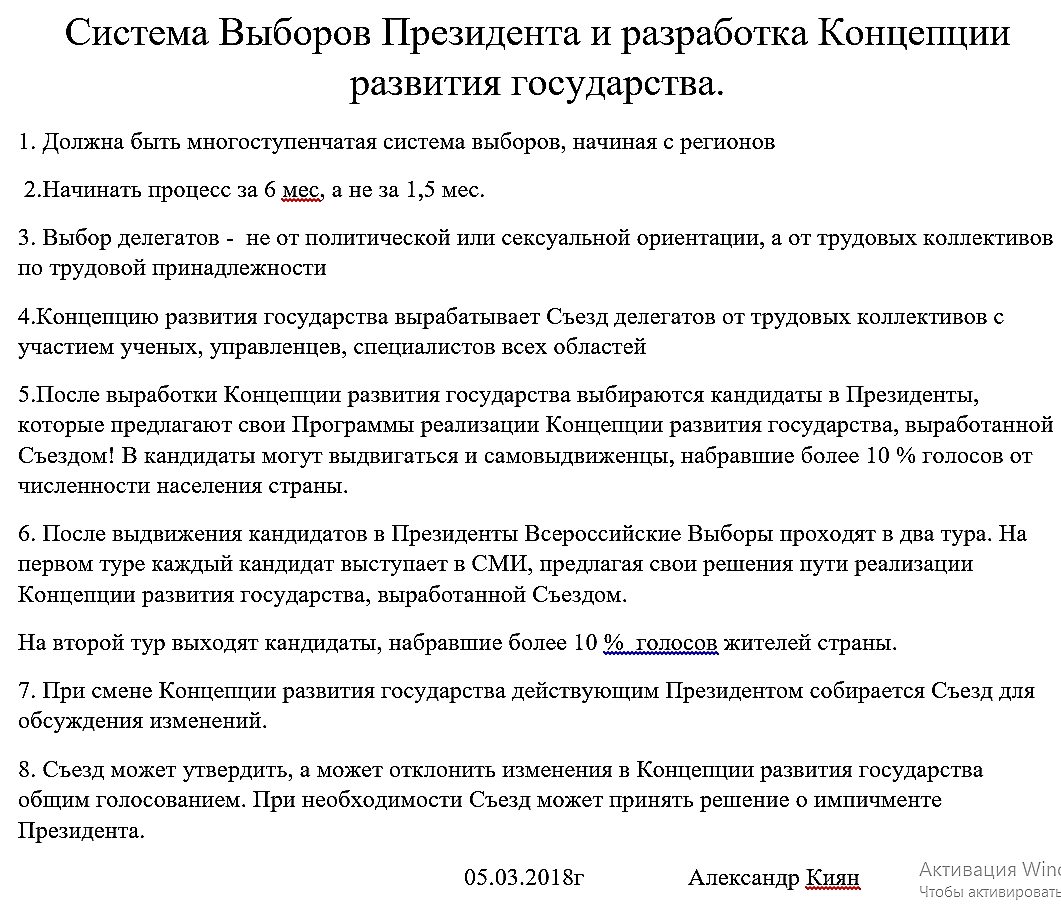 Система Выборов Президента и разработка Концепции
развития государства.
1. Должна быть многоступенчатая система выборов, начиная с регионов
2.Начинать процесс за 6 мес, а не за 1,5 мес.
3. Выбор делегатов -  не от политической или сексуальной ориентации, а от трудовых коллективов
по трудовой принадлежности
4.Концепцию развития государства вырабатывает Съезд делегатов от трудовых коллективов с
участием ученых, управленцев, специалистов всех областей
5.После выработки Концепции развития государства выбираются кандидаты в Президенты,
которые предлагают свои Программы реализации Концепции развития государства, выработанной
Съездом! В кандидаты могут выдвигаться и самовыдвиженцы, набравшие более 10 % голосов от
численности населения страны.
6. После выдвижения кандидатов в Президенты Всероссийские Выборы проходят в два тура. На
первом туре каждый кандидат выступает в СМИ, предлагая свои решения пути реализации
Концепции развития государства, выработанной Съездом.
На второй тур выходят кандидаты, набравшие более 10 %  голосов жителей страны.
7. При смене Концепции развития государства действующим Президентом собирается Съезд для
обсуждения изменений.
8. Съезд может утвердить, а может отклонить изменения в Концепции развития государства
общим голосованием. При необходимости Съезд может принять решение о импичменте
Президента.
05.03.2018г Александр Киян
Активация Wind
Чтобы активировать